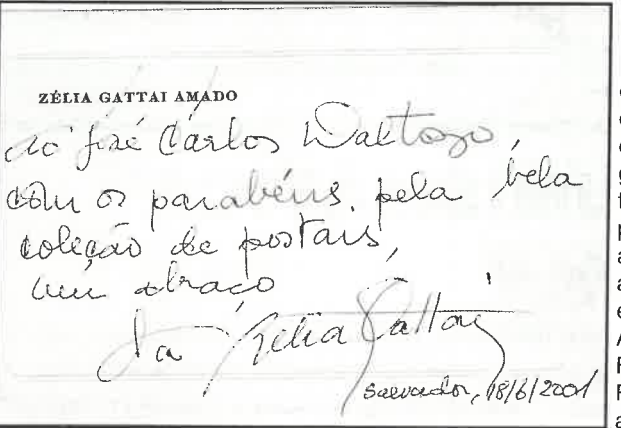 ZÉLIA GATTAI AMADO
Ao José Carlos Daltozo,
com os parabéns, pela bela
coleção de postais,
um abraço
da Zélia Gattai
Salvador, 18/6/2001